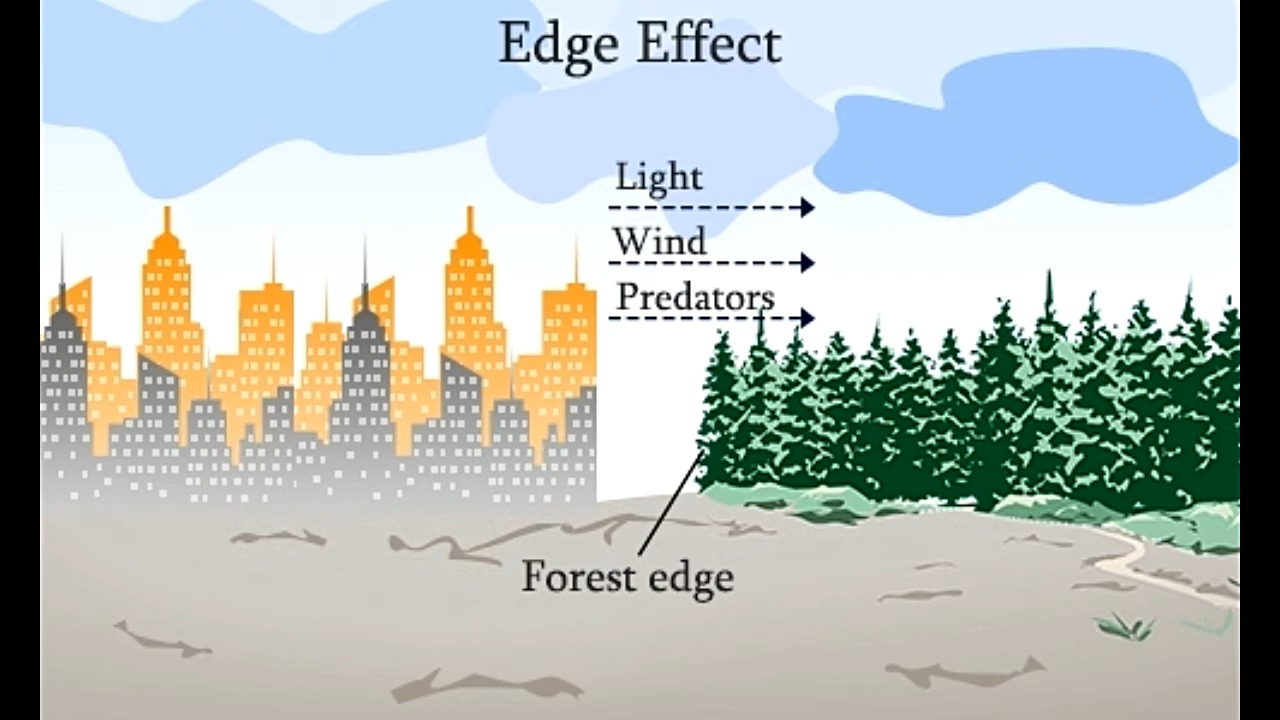 Edge Effect
Light
Wind
Predators
Forest edge